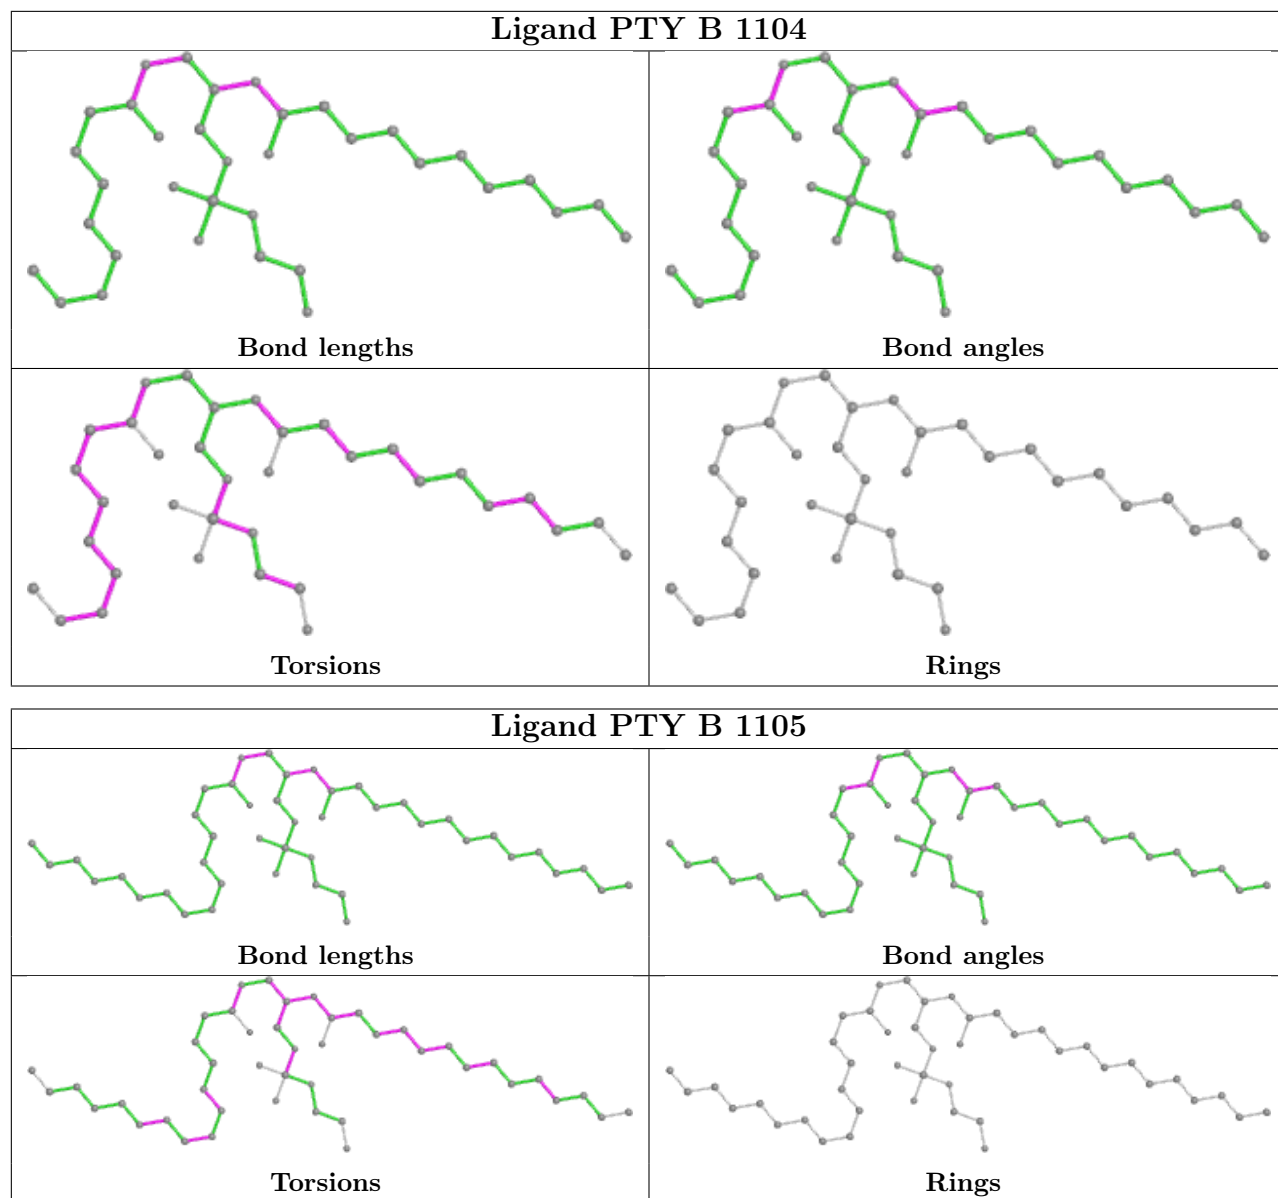 Ligand PTY B 1104
Bond lengths
Bond angles
Torsions
Rings
Ligand PTY B 1105
Bond lengths
Bond angles
Torsions
Rings